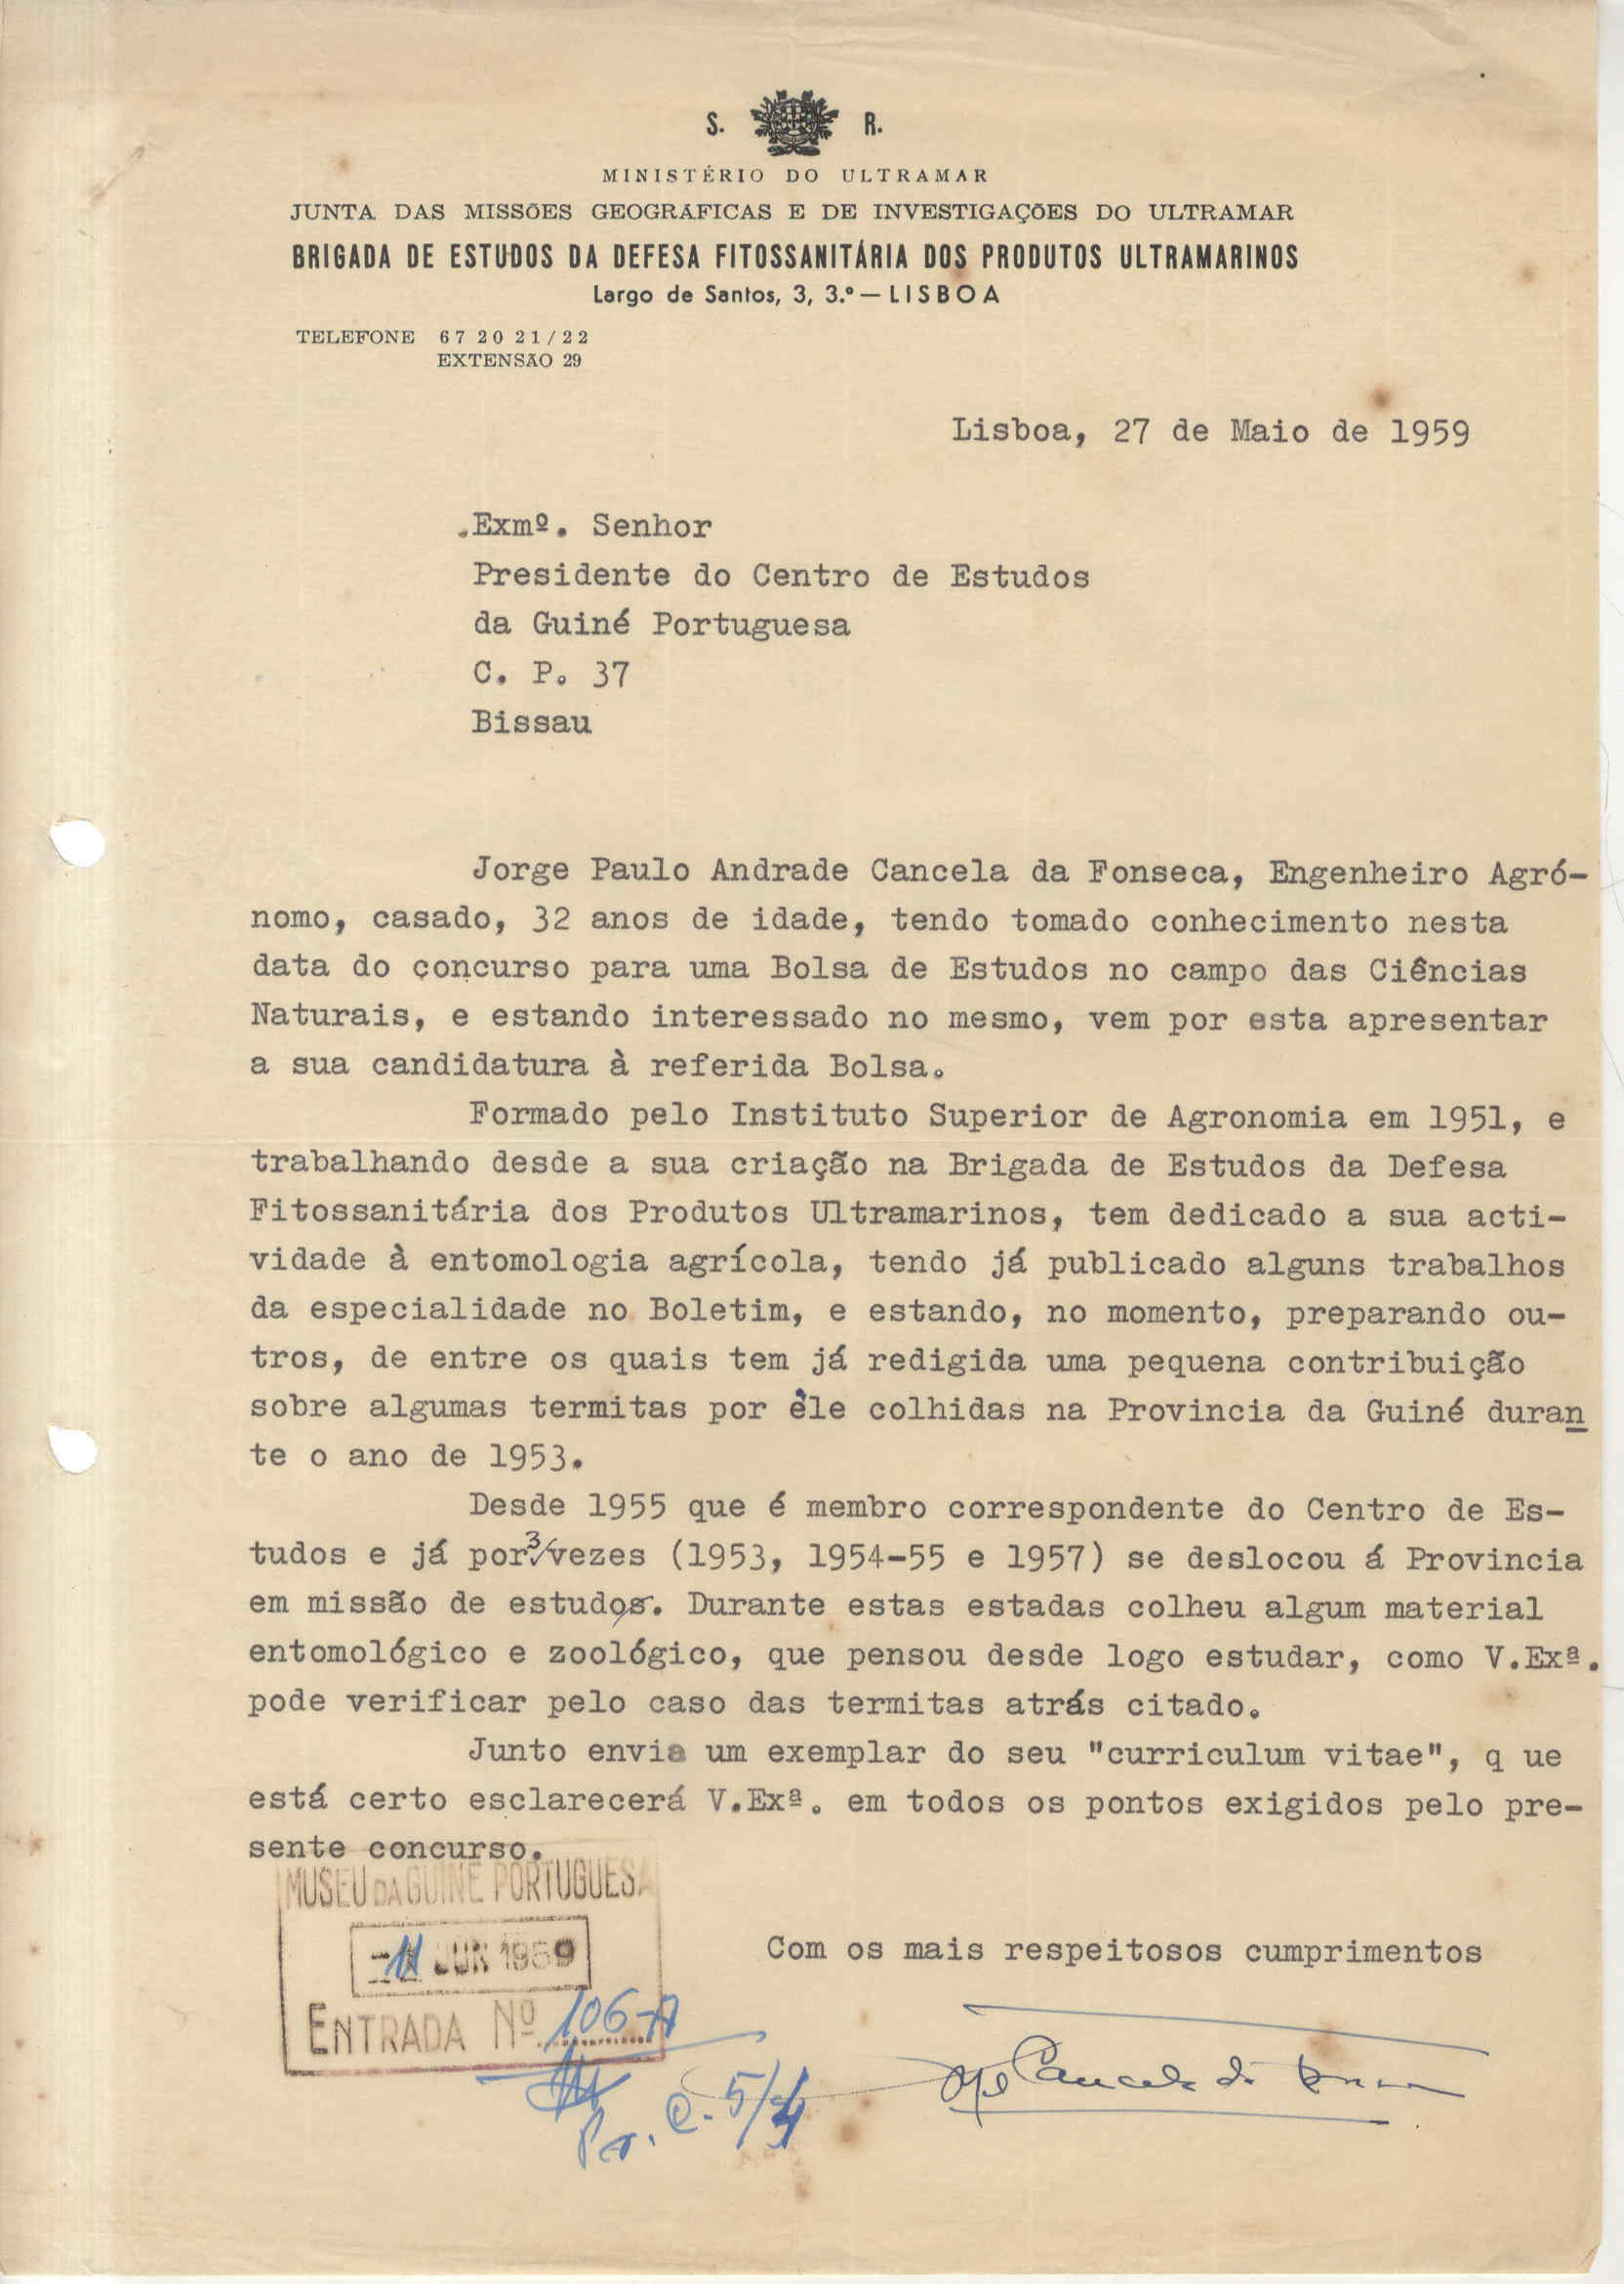 S. R.
MINISTÉRIO DO ULTRAMAR
JUNTA DAS MISSÕES GEOGRÁFICAS E DE INVESTIGAÇÕES DO ULTRAMAR
BRIGADA DE ESTUDOS DA DEFESA FITOSSANITÁRIA DOS PRODUTOS ULTRAMARINOS
Largo de Santos, 3, 3.º — LISBOA
TELEFONE 67 20 21/22
EXTENSÃO 29
Lisboa, 27 de Maio de 1959
.Exmº. Senhor
Presidente do Centro de Estudos
da Guiné Portuguesa
C. P. 37
Bissau
Jorge Paulo Andrade Cancela da Fonseca, Engenheiro Agró-
nomo, casado, 32 anos de idade, tendo tomado conhecimento nesta
data do concurso para uma Bolsa de Estudos no campo das Ciências
Naturais, e estando interessado no mesmo, vem por esta apresentar
a sua candidatura à referida Bolsa.
Formado pelo Instituto Superior de Agronomia em 1951, e
trabalhando desde a sua criação na Brigada de Estudos da Defesa
Fitossanitária dos Produtos Ultramarinos, tem dedicado a sua acti-
vidade à entomologia agrícola, tendo já publicado alguns trabalhos
da especialidade no Boletim, e estando, no momento, preparando ou-
tros, de entre os quais tem já redigida uma pequena contribuição
sobre algumas termitas por êle colhidas na Provincia da Guiné duran
te o ano de 1953.
Desde 1955 que é membro correspondente do Centro de Es-
tudos e já por 3 vezes (1953, 1954-55 e 1957) se deslocou á Provincia
em missão de estudos. Durante estas estadas colheu algum material
entomológico e zoológico, que pensou desde logo estudar, como V.Exª.
pode verificar pelo caso das termitas atrás citado.
Junto envia um exemplar do seu "curriculum vitae", q ue
está certo esclarecerá V.Exª. em todos os pontos exigidos pelo pre-
sente concurso.
MUSEU DA GUINÉ PORTUGUESA
-11 JUN 1959
ENTRADA Nº 106-A
Com os mais respeitosos cumprimentos
Cancela da Fonseca
Pr. C. 5/4